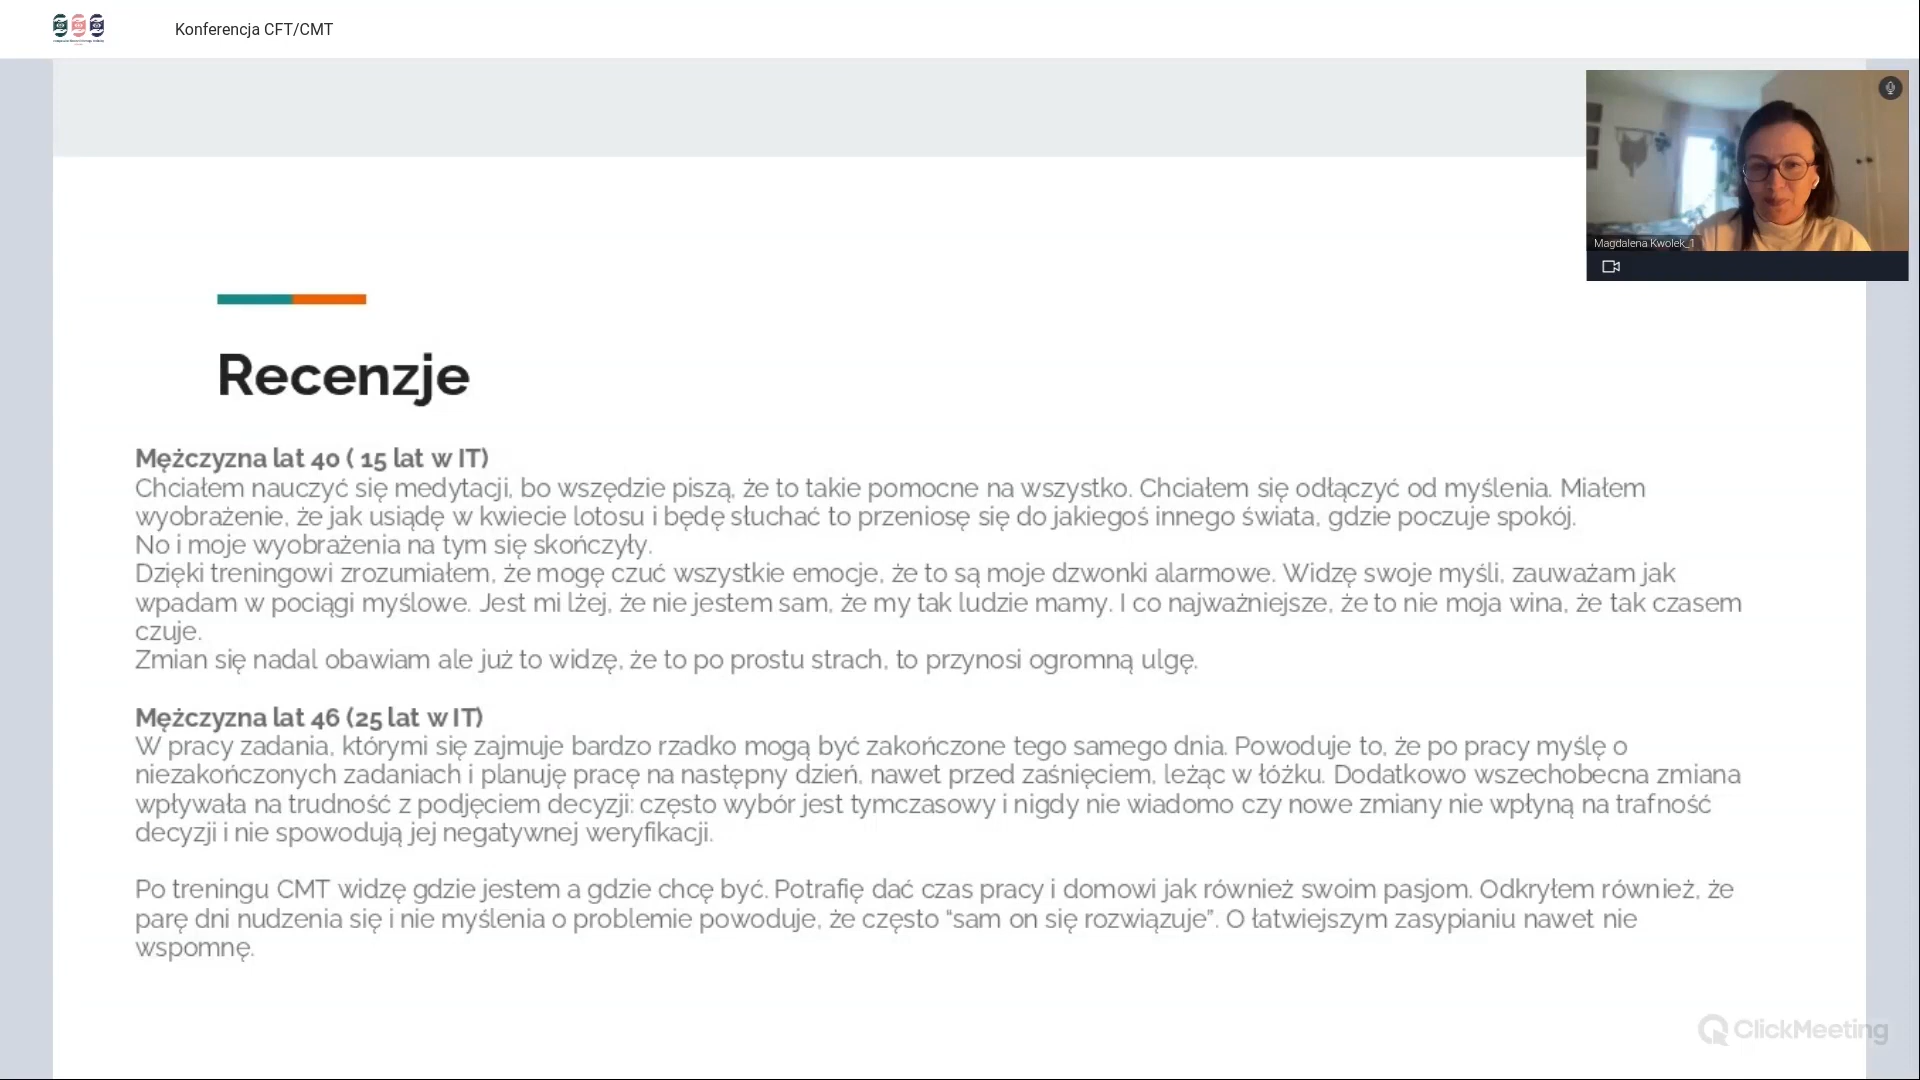 Konferencja CFT/CMT
Magdalena Kwolek_1
Recenzje
Mężczyzna lat 40 ( 15 lat w IT)
Chciałem nauczyć się medytacji, bo wszędzie piszą, że to takie pomocne na wszystko. Chciałem się odłączyć od myślenia. Miałem
wyobrażenie, że jak usiądę w kwiecie lotosu i będę słuchać to przeniosę się do jakiegoś innego świata, gdzie poczuje spokój.
No i moje wyobrażenia na tym się skończyły.
Dzięki treningowi zrozumiałem, że mogę czuć wszystkie emocje, że to są moje dzwonki alarmowe. Widzę swoje myśli, zauważam jak
wpadam w pociągi myślowe. Jest mi lżej, że nie jestem sam, że my tak ludzie mamy. I co najważniejsze, że to nie moja wina, że tak czasem
czuje.
Zmian się nadal obawiam ale już to widzę, że to po prostu strach, to przynosi ogromną ulgę.
Mężczyzna lat 46 (25 lat w IT)
W pracy zadania, którymi się zajmuje bardzo rzadko mogą być zakończone tego samego dnia. Powoduje to, że po pracy myślę o
niezakończonych zadaniach i planuję pracę na następny dzień, nawet przed zaśnięciem, leżąc w łóżku. Dodatkowo wszechobecna zmiana
wpływała na trudność z podjęciem decyzji: często wybór jest tymczasowy i nigdy nie wiadomo czy nowe zmiany nie wpłyną na trafność
decyzji i nie spowodują jej negatywnej weryfikacji.
Po treningu CMT widzę gdzie jestem a gdzie chcę być. Potrafię dać czas pracy i domowi jak również swoim pasjom. Odkryłem również, że
parę dni nudzenia się i nie myślenia o problemie powoduje, że często “sam on się rozwiązuje”. O łatwiejszym zasypianiu nawet nie
wspomnę.
ClickMeeting